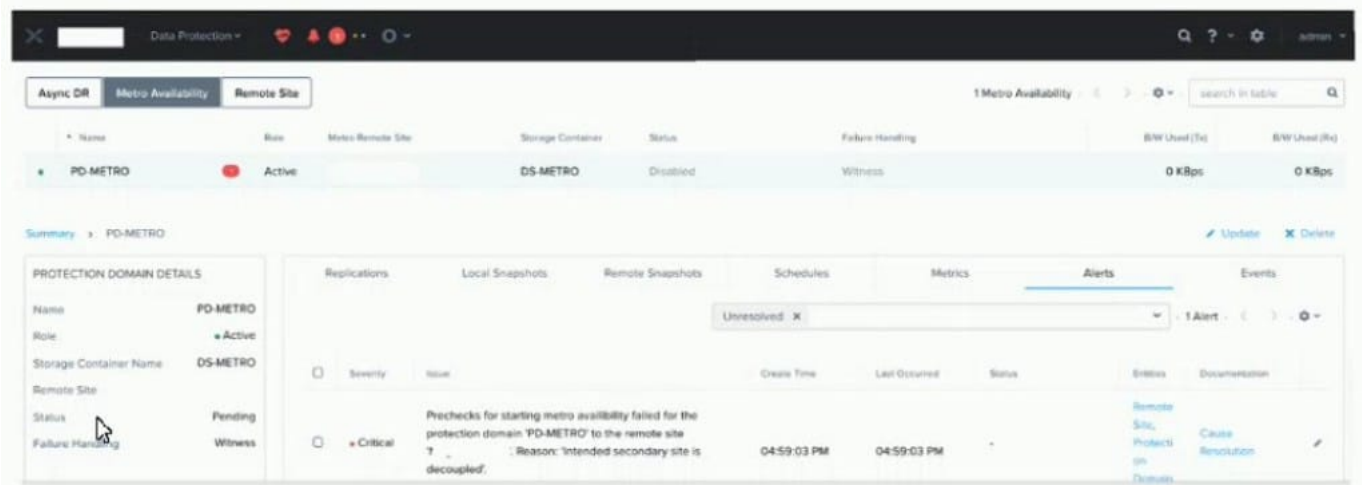 Data Protection
? admin
Async DR Metro Availability Remote Site 1 Metro Availability search in table
Name Role Metro Remote Site Storage Container Status Failure Handling B/W Used (Tx) B/W Used (Rx)
PD-METRO Active DS-METRO Disabled Witness 0 KBps 0 KBps
Summary > PD-METRO Update Delete
PROTECTION DOMAIN DETAILS
Name PD-METRO
Role Active
Storage Container Name DS-METRO
Remote Site
Status Pending
Failure Handling Witness
Replications Local Snapshots Remote Snapshots Schedules Metrics Alerts Events
Unresolved × 1 Alert
Severity Issue Create Time Last Occurred Status Entities Documentation
Critical
Prechecks for starting metro availibility failed for the
protection domain 'PD-METRO' to the remote site
? . Reason: 'Intended secondary site is
decoupled'.
04:59:03 PM 04:59:03 PM -
Remote
Site,
Protecti
on
Domain
Cause
Resolution